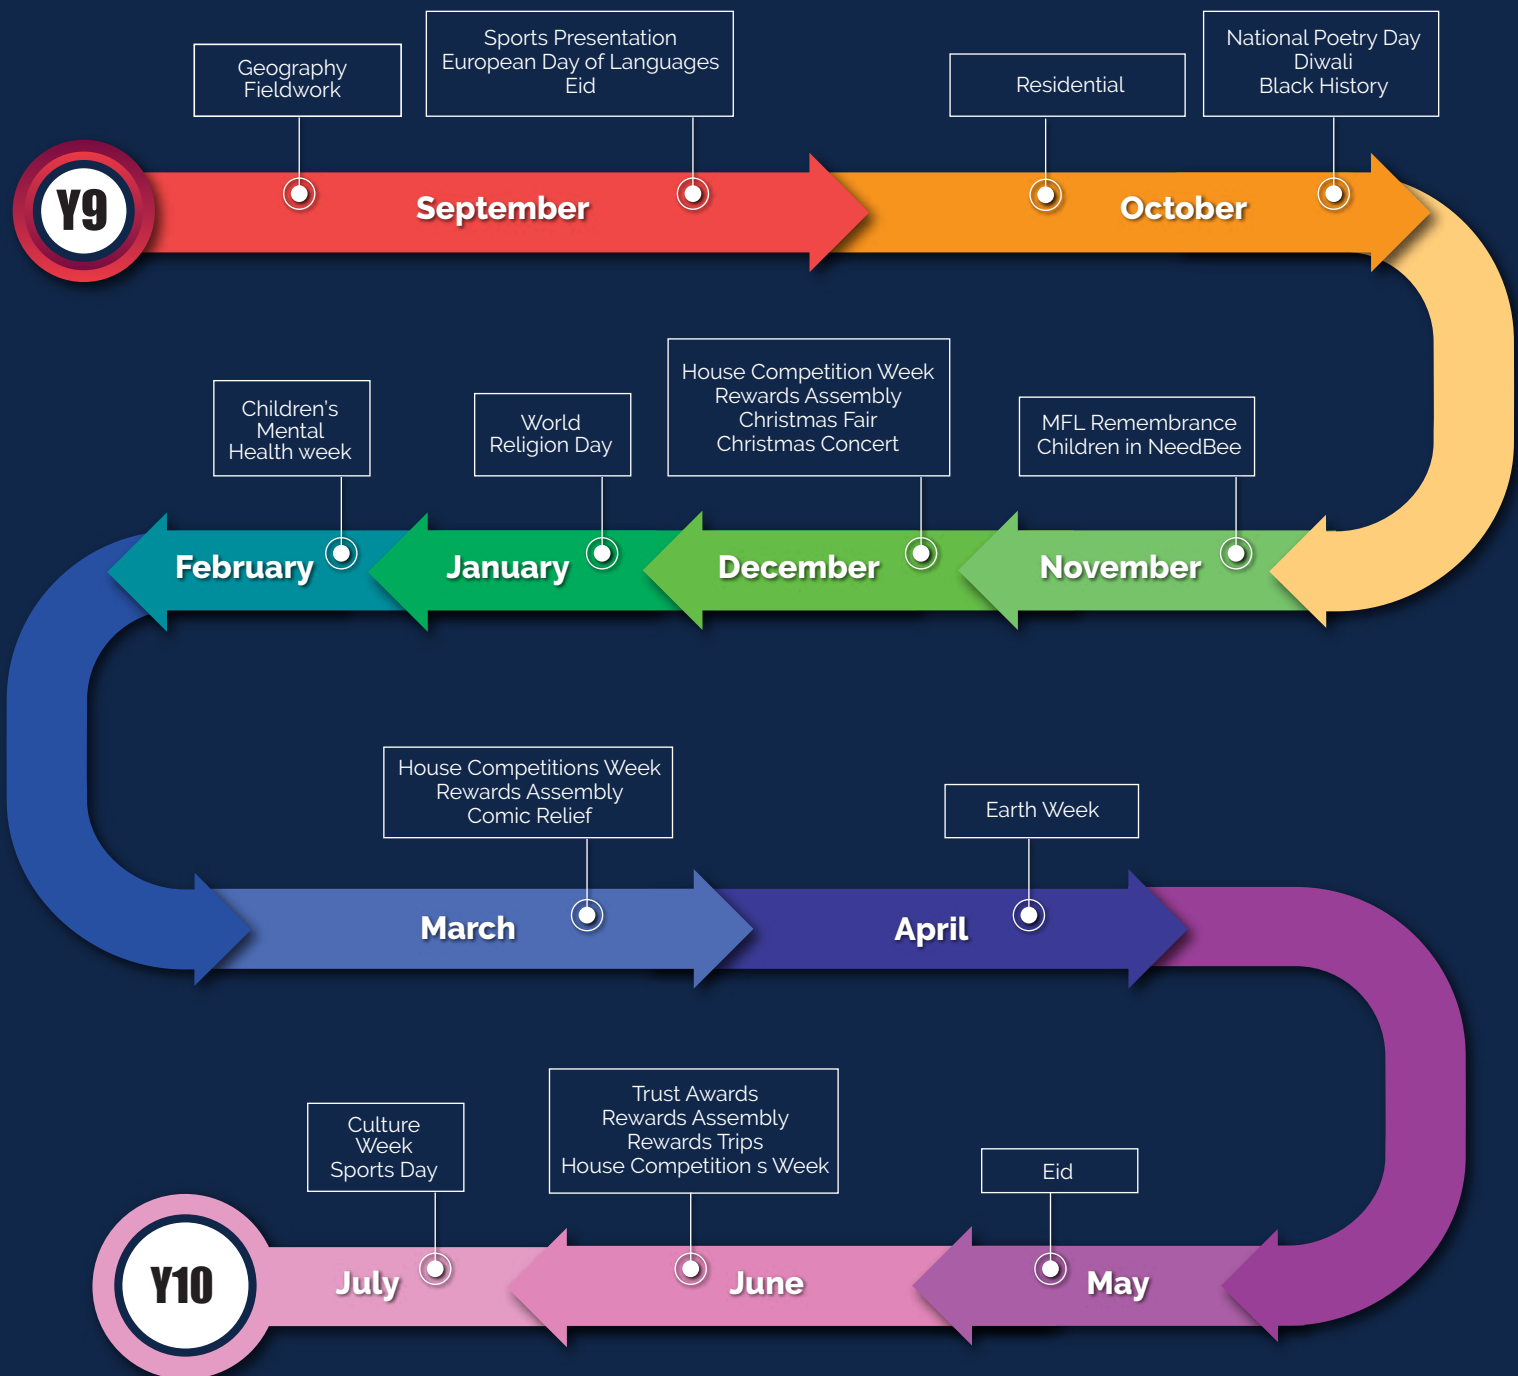 Geography
Fieldwork
Sports Presentation
European Day of Languages
Eid
Residential
National Poetry Day
Diwali
Black History
Y9
September
October
Children's
Mental
Health week
World
Religion Day
House Competition Week
Rewards Assembly
Christmas Fair
Christmas Concert
MFL Remembrance
Children in NeedBee
February
January
December
November
House Competitions Week
Rewards Assembly
Comic Relief
Earth Week
March
April
Culture
Week
Sports Day
Trust Awards
Rewards Assembly
Rewards Trips
House Competition s Week
Eid
Y10
July
June
May